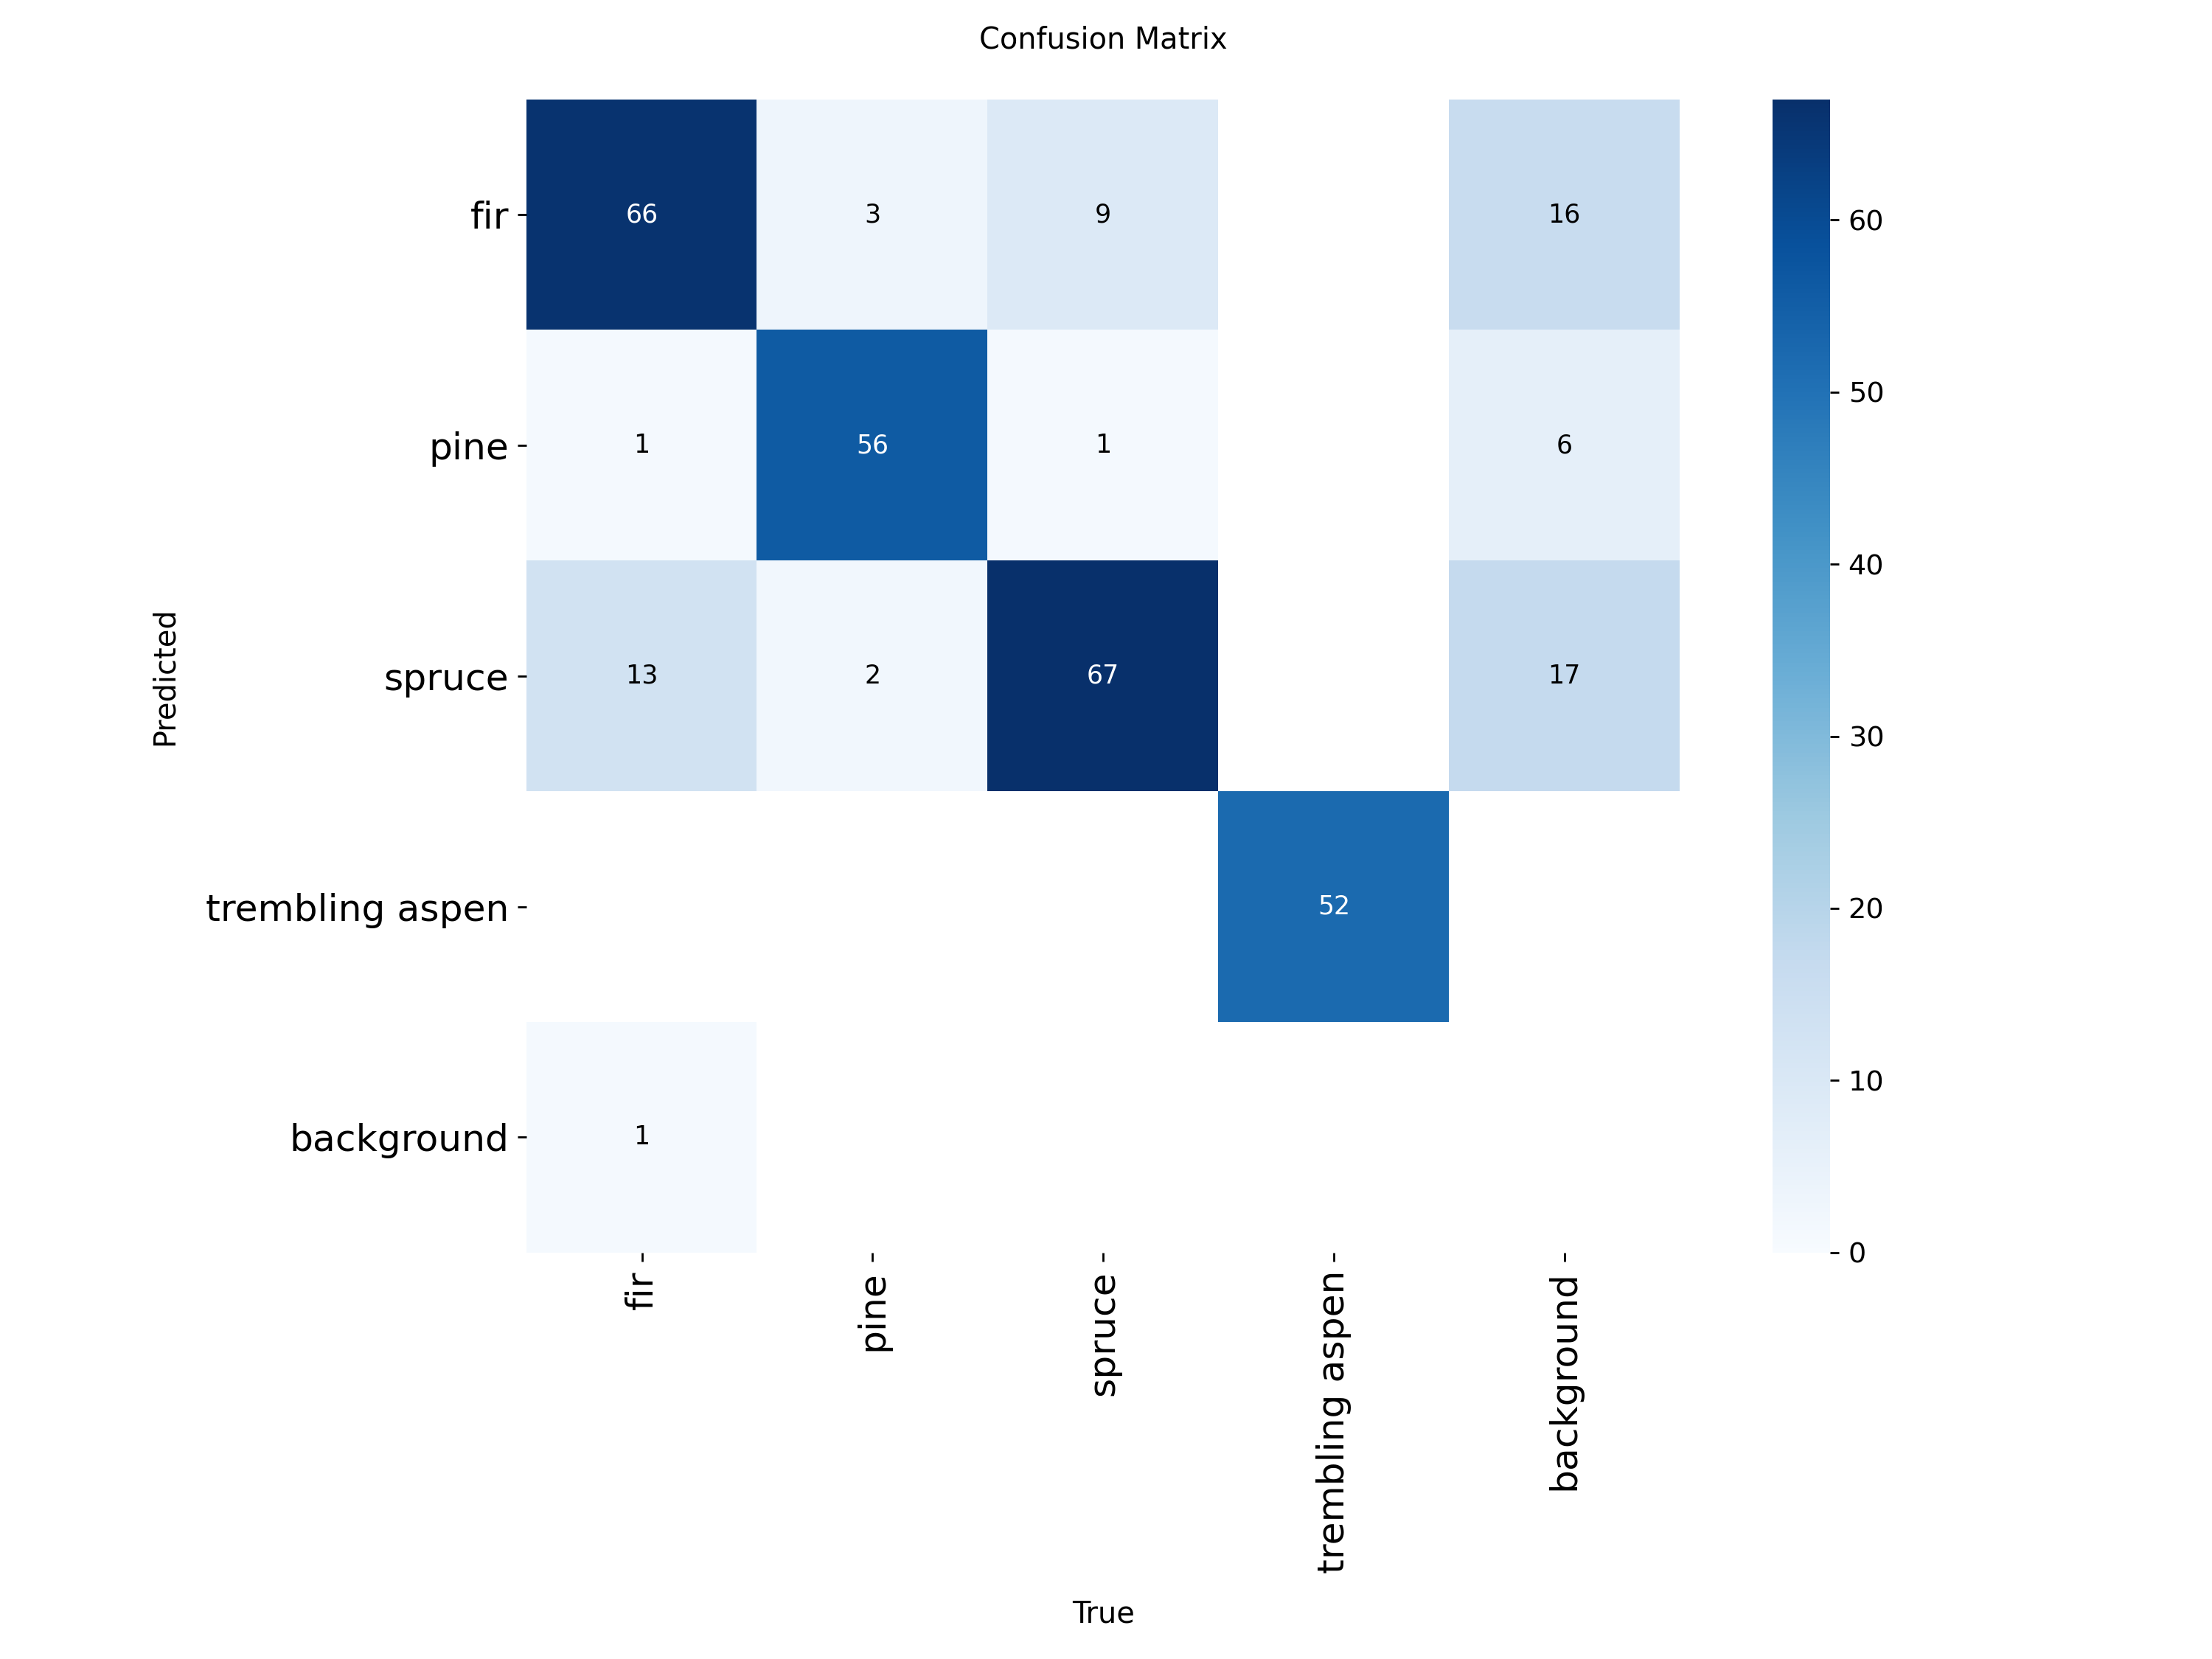 Confusion Matrix
fir
66
3
9
16
pine
1
56
1
6
spruce
13
2
67
17
trembling aspen
52
background
1
Predicted
fir
pine
spruce
trembling aspen
background
True
60
50
40
30
20
10
0